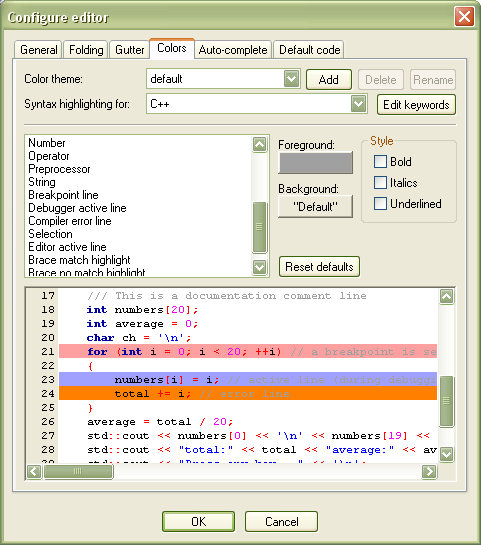 Configure editor
General Folding Gutter Colors Auto-complete Default code
Color theme: default Add Delete Rename
Syntax highlighting for: C++ Edit keywords
Number
Operator
Preprocessor
String
Breakpoint line
Debugger active line
Compiler error line
Selection
Editor active line
Brace match highlight
Brace no match highlight
Foreground:
Background:
"Default"
Style
Bold
Italics
Underlined
Reset defaults
17 /// This is a documentation comment line
18 int numbers[20];
19 int average = 0;
20 char ch = '\n';
21 for (int i = 0; i < 20; ++i) // a breakpoint is se
22 {
23 numbers[i] = i; // active line (during debuggi
24 total += i; // error line
25 }
26 average = total / 20;
27 std::cout << numbers[0] << '\n' << numbers[19] <<
28 std::cout << "total:" << total << "average:" << av
OK Cancel